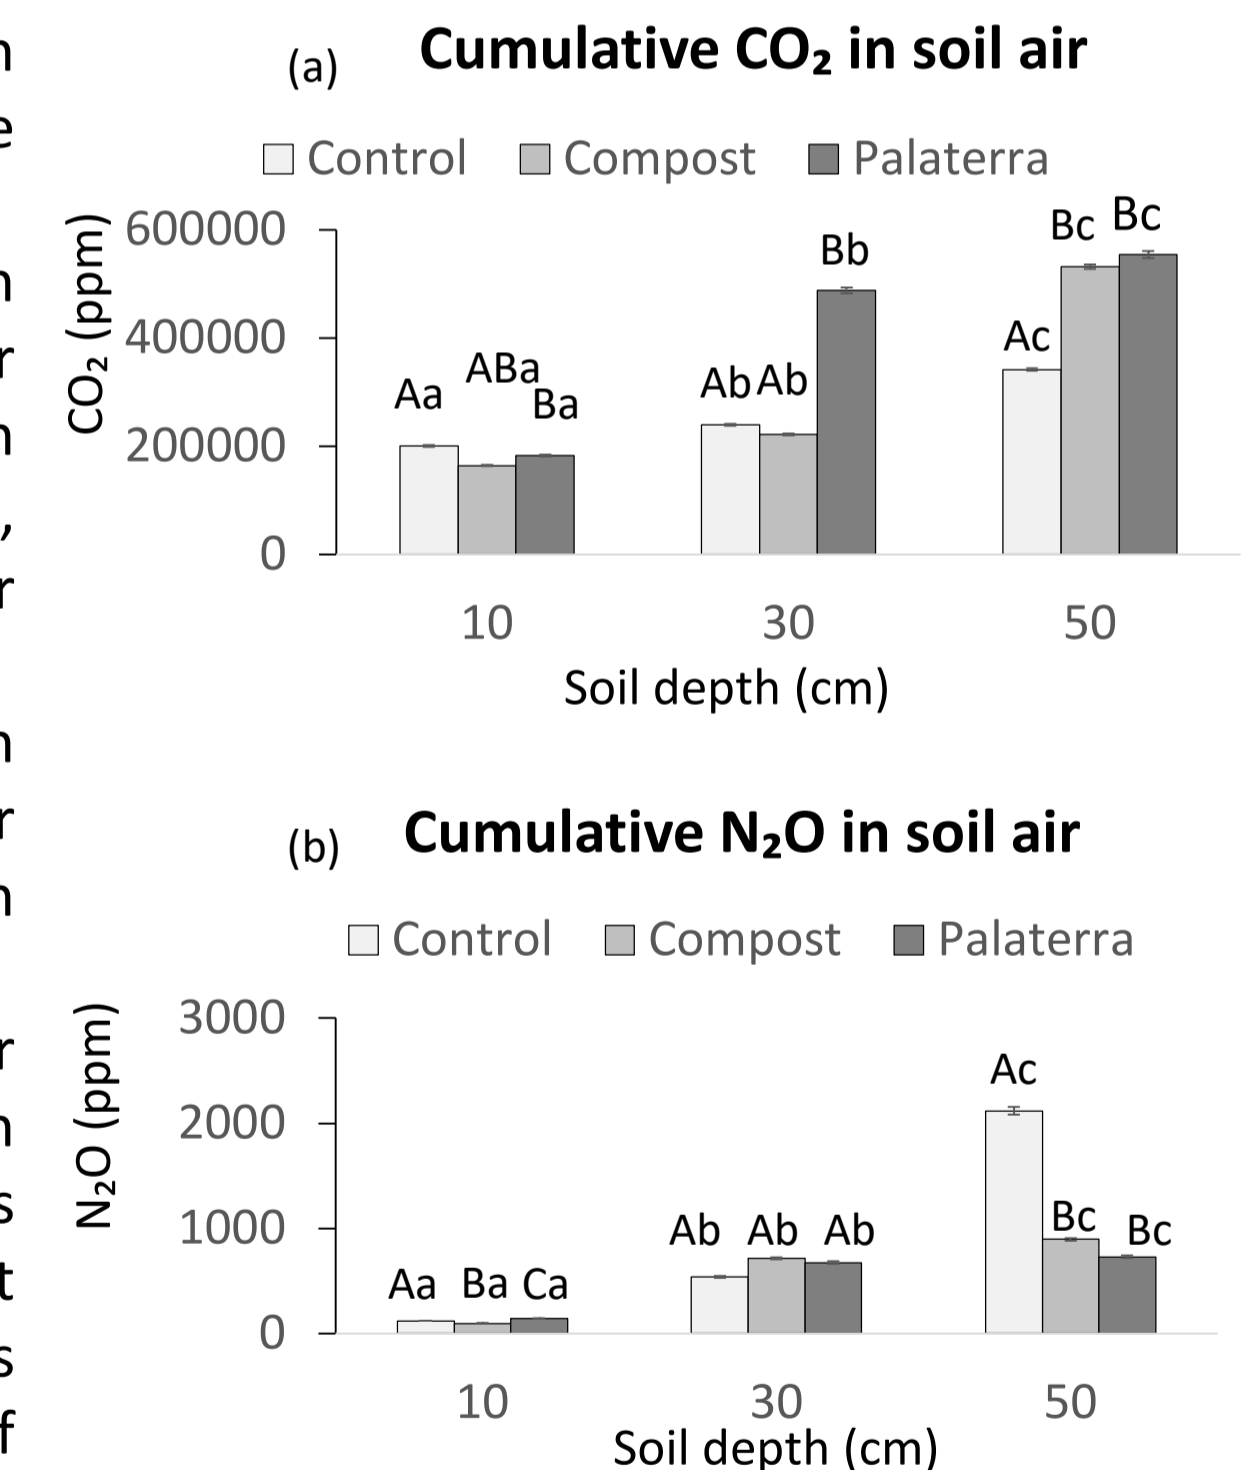 (a) Cumulative CO₂ in soil air
Control Compost Palaterra
CO₂ (ppm)
600000
400000
200000
0
Aa ABa Ba
Ab Ab Bb
Ac Bc Bc
10 30 50
Soil depth (cm)
(b) Cumulative N₂O in soil air
Control Compost Palaterra
N₂O (ppm)
3000
2000
1000
0
Aa Ba Ca
Ab Ab Ab
Ac Bc Bc
10 30 50
Soil depth (cm)